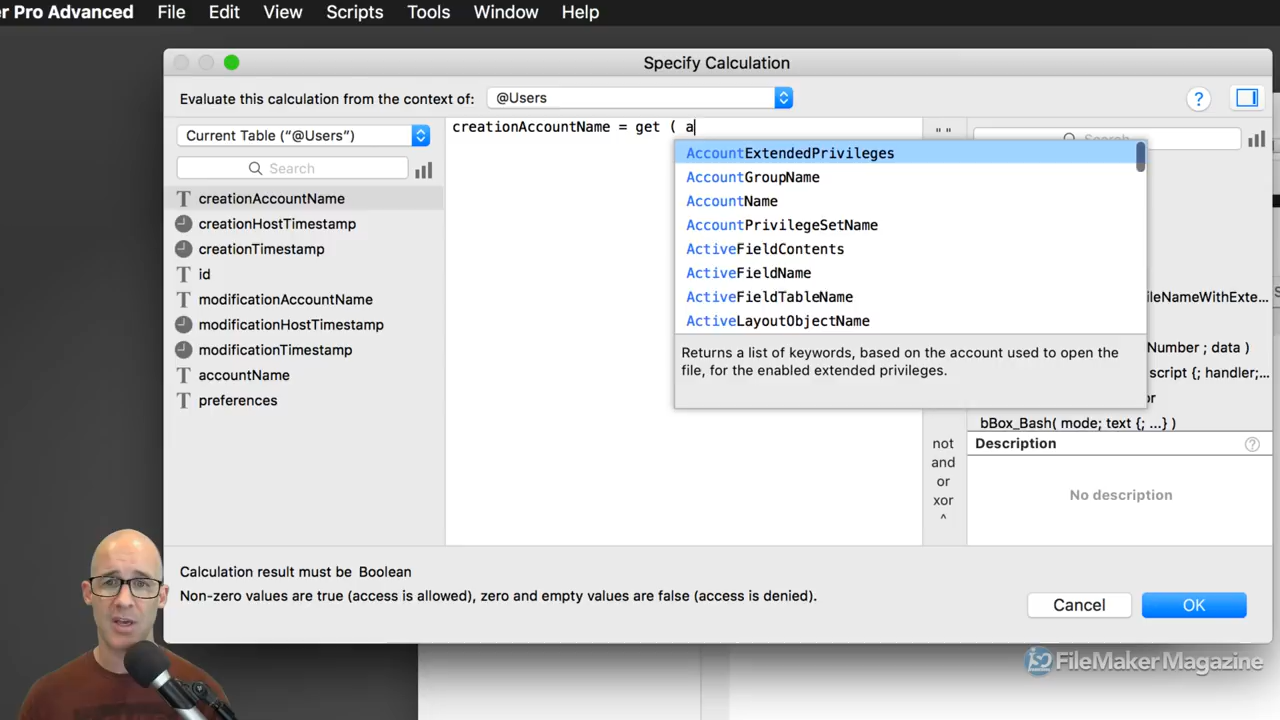 er Pro Advanced File Edit View Scripts Tools Window Help
Specify Calculation
Evaluate this calculation from the context of: @Users
?
Current Table (“@Users”)
Search
creationAccountName
creationHostTimestamp
creationTimestamp
id
modificationAccountName
modificationHostTimestamp
modificationTimestamp
accountName
preferences
creationAccountName = get ( a
AccountExtendedPrivileges
AccountGroupName
AccountName
AccountPrivilegeSetName
ActiveFieldContents
ActiveFieldName
ActiveFieldTableName
ActiveLayoutObjectName
Returns a list of keywords, based on the account used to open the
file, for the enabled extended privileges.
" "
not
and
or
xor
^
Search
ileNameWithExte...
Number ; data )
script {; handler;...
or
bBox_Bash( mode; text {; ...} )
Description ?
No description
Calculation result must be Boolean
Non-zero values are true (access is allowed), zero and empty values are false (access is denied).
Cancel OK
FileMaker Magazine